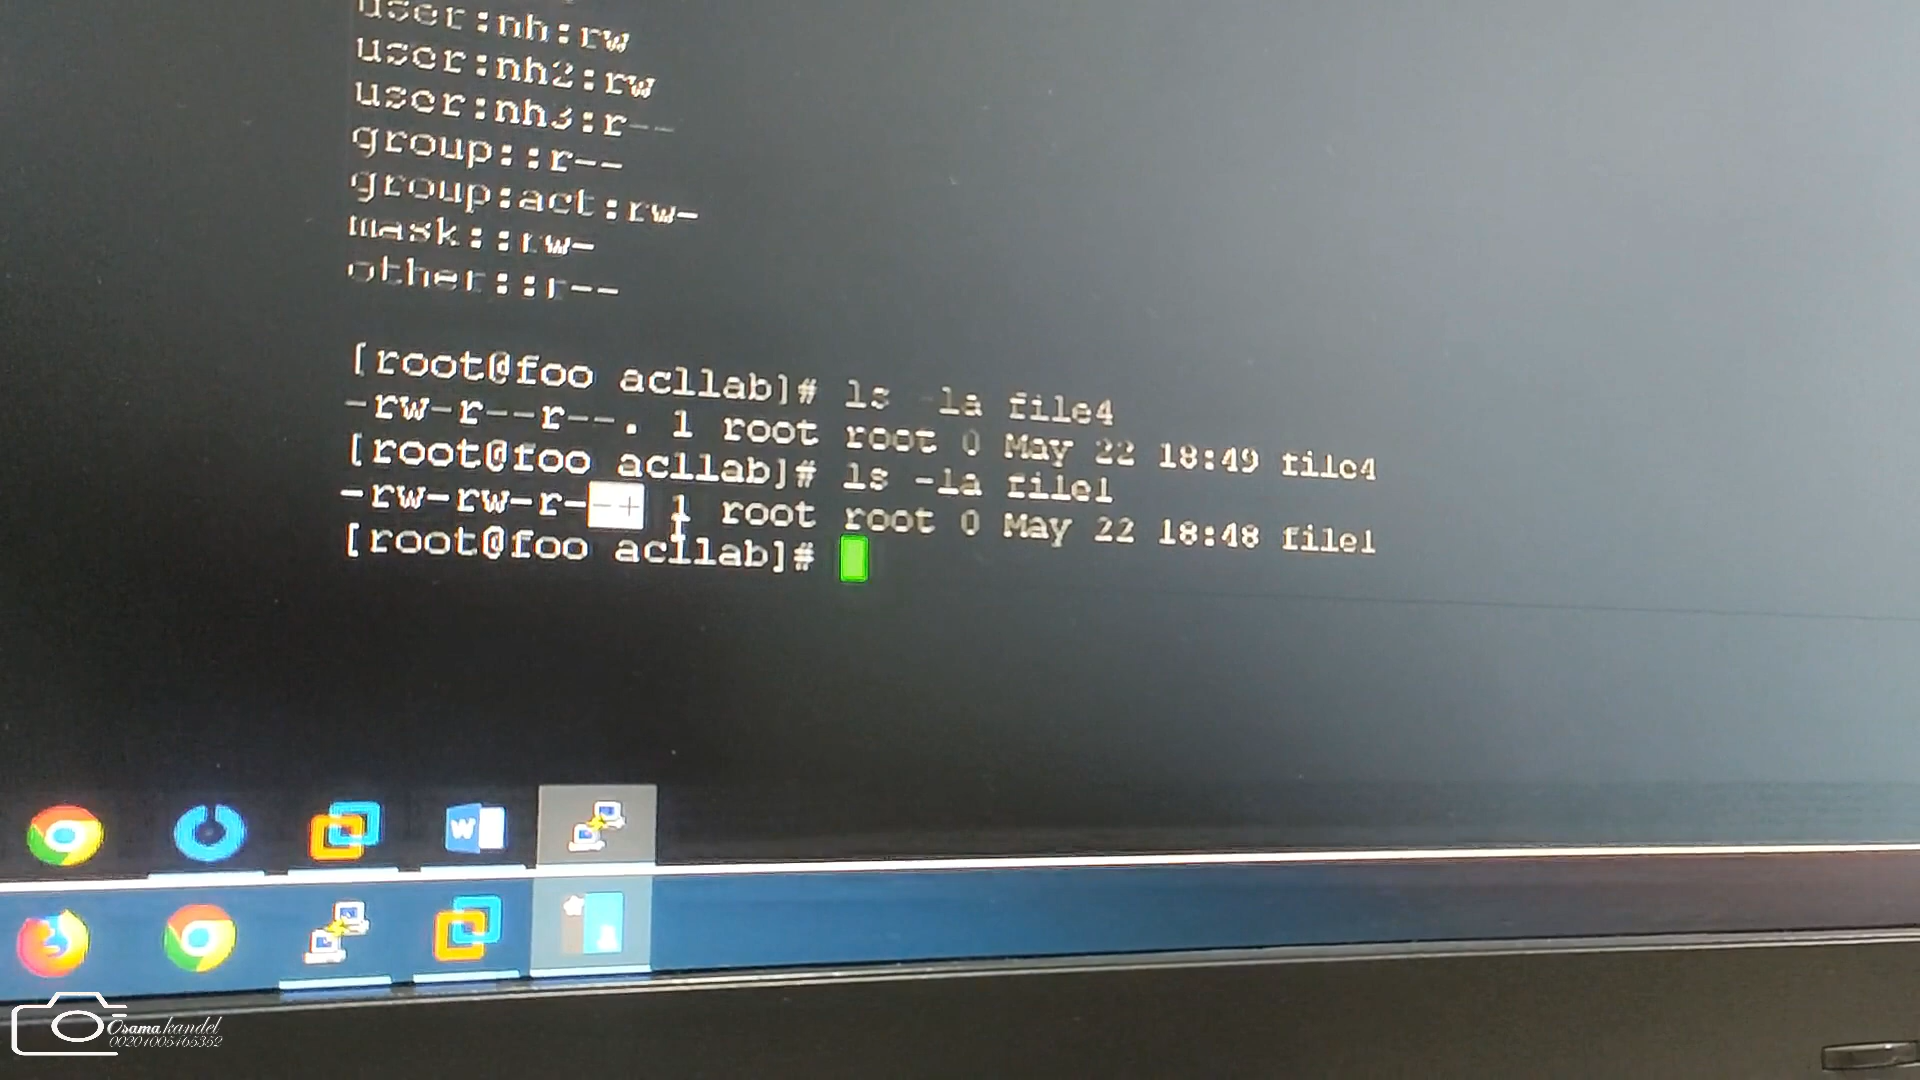 user:nh:rw
user:nh2:rw
user:nh3:r--
group::r--
group:act:rw-
mask::rw-
other::r--
[root@foo acllab]# ls -la file4
-rw-r--r--. 1 root root 0 May 22 18:49 file4
[root@foo acllab]# ls -la file1
-rw-rw-r--+ 1 root root 0 May 22 18:48 file1
[root@foo acllab]#
W
Osama kandel
00201005165352